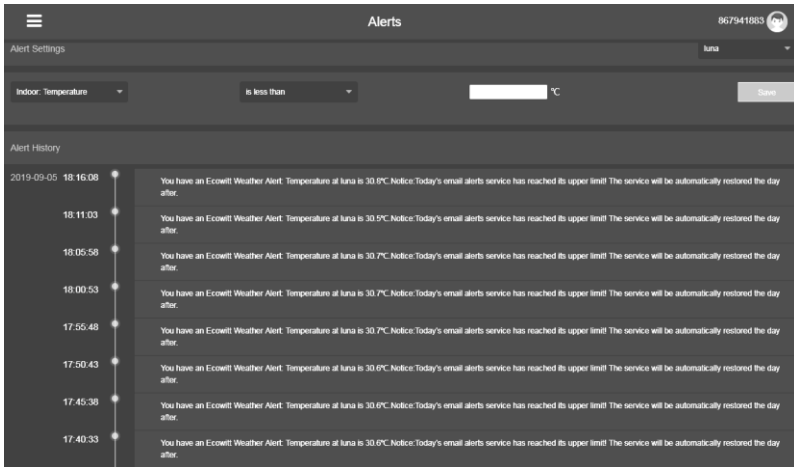 Alerts
867941883
Alert Settings
luna
Indoor: Temperature
is less than
℃
Save
Alert History
2019-09-05 18:16:08
You have an Ecowitt Weather Alert: Temperature at luna is 30.8℃.Notice:Today's email alerts service has reached its upper limit! The service will be automatically restored the day
after.
18:11:03
You have an Ecowitt Weather Alert: Temperature at luna is 30.5℃.Notice:Today's email alerts service has reached its upper limit! The service will be automatically restored the day
after.
18:05:58
You have an Ecowitt Weather Alert: Temperature at luna is 30.7℃.Notice:Today's email alerts service has reached its upper limit! The service will be automatically restored the day
after.
18:00:53
You have an Ecowitt Weather Alert: Temperature at luna is 30.7℃.Notice:Today's email alerts service has reached its upper limit! The service will be automatically restored the day
after.
17:55:48
You have an Ecowitt Weather Alert: Temperature at luna is 30.7℃.Notice:Today's email alerts service has reached its upper limit! The service will be automatically restored the day
after.
17:50:43
You have an Ecowitt Weather Alert: Temperature at luna is 30.6℃.Notice:Today's email alerts service has reached its upper limit! The service will be automatically restored the day
after.
17:45:38
You have an Ecowitt Weather Alert: Temperature at luna is 30.6℃.Notice:Today's email alerts service has reached its upper limit! The service will be automatically restored the day
after.
17:40:33
You have an Ecowitt Weather Alert: Temperature at luna is 30.6℃.Notice:Today's email alerts service has reached its upper limit! The service will be automatically restored the day
after.